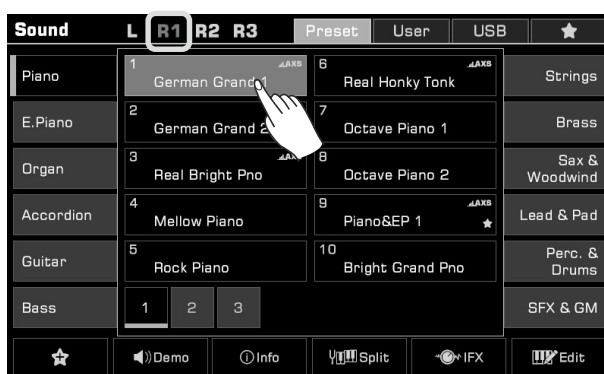 Sound L R1 R2 R3 Preset User USB
Piano
E.Piano
Organ
Accordion
Guitar
Bass
1 AXS
German Grand 1
2
German Grand 2
3 AXS
Real Bright Pno
4
Mellow Piano
5
Rock Piano
6 AXS
Real Honky Tonk
7
Octave Piano 1
8
Octave Piano 2
9 AXS
Piano&EP 1
10
Bright Grand Pno
1 2 3
Strings
Brass
Sax &
Woodwind
Lead & Pad
Perc. &
Drums
SFX & GM
Demo Info Split IFX Edit